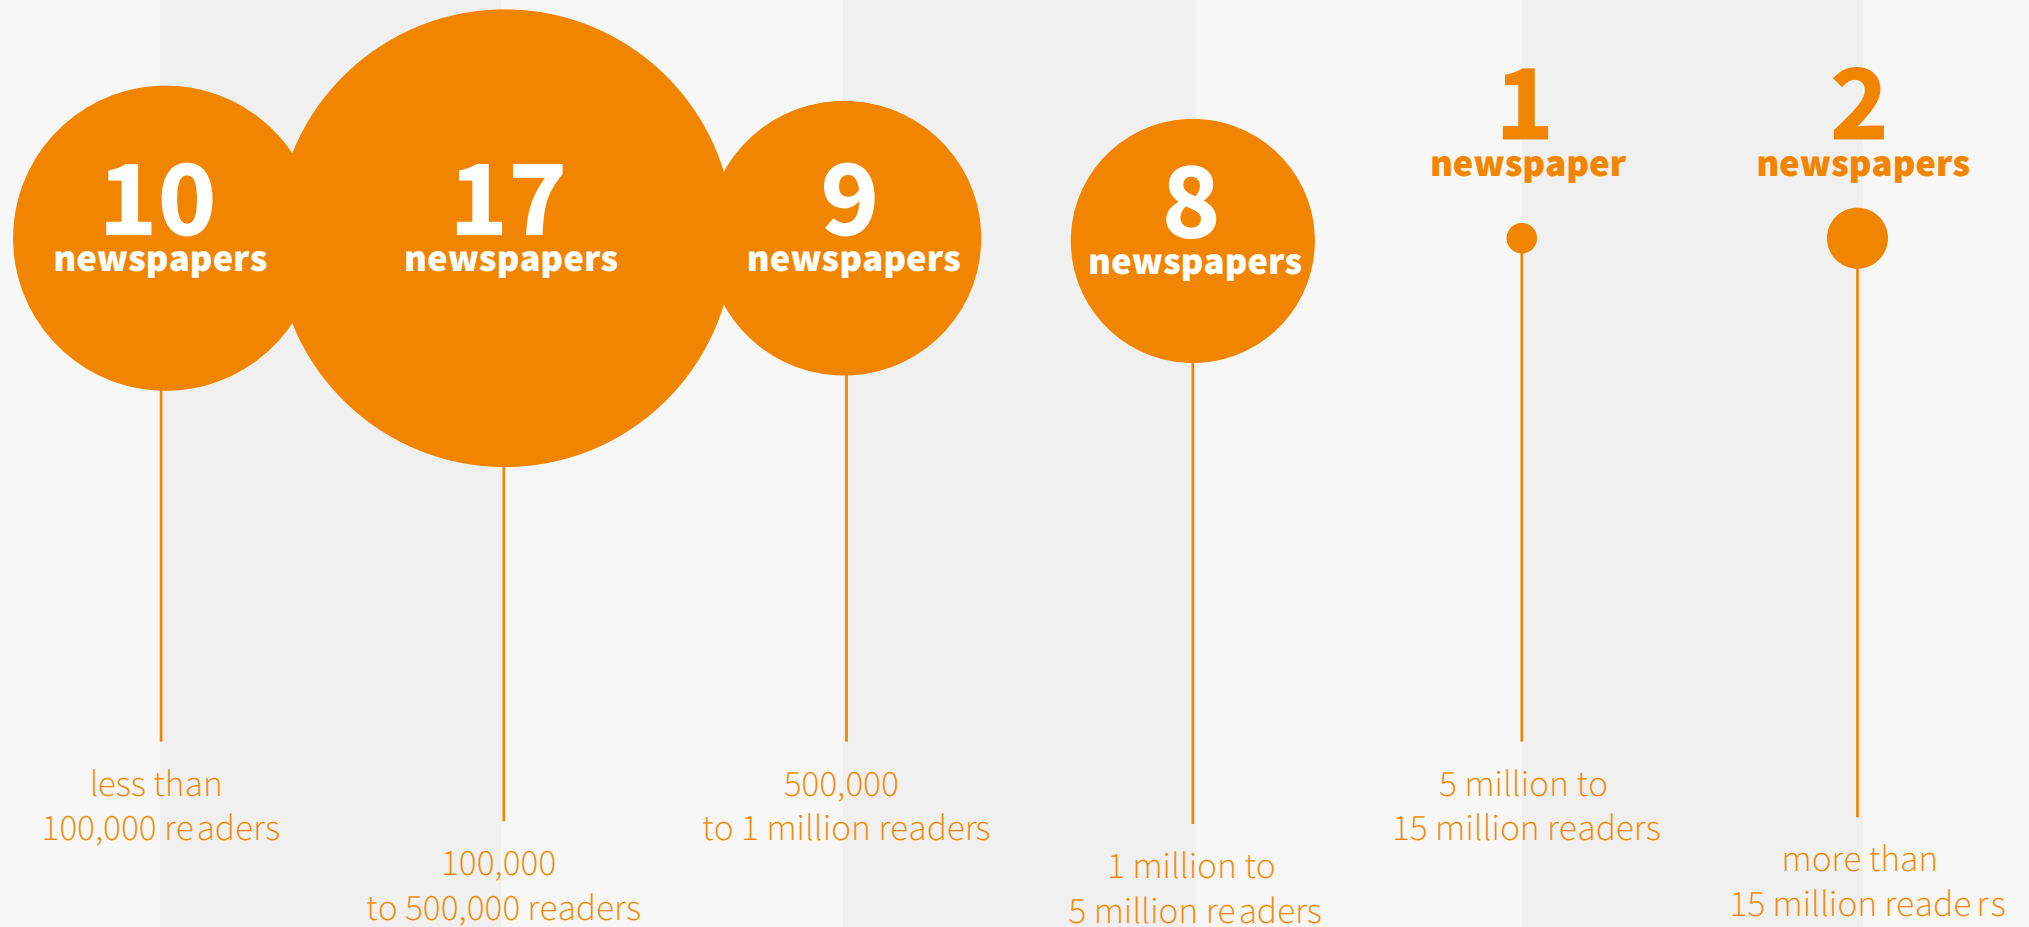 10
newspapers
less than
100,000 readers
17
newspapers
100,000
to 500,000 readers
9
newspapers
500,000
to 1 million readers
8
newspapers
1 million to
5 million readers
1
newspaper
5 million to
15 million readers
2
newspapers
more than
15 million readers